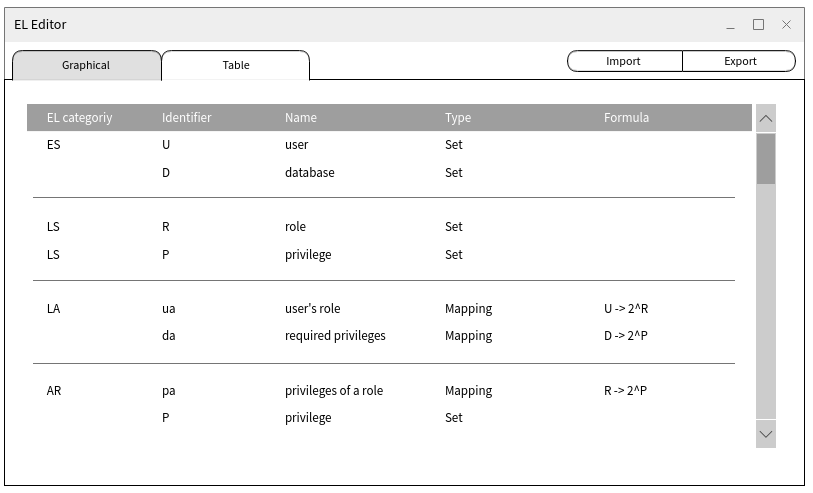 EL Editor
Graphical Table Import Export
EL categoriy Identifier Name Type Formula
ES U user Set
D database Set
LS R role Set
LS P privilege Set
LA ua user's role Mapping U -> 2^R
da required privileges Mapping D -> 2^P
AR pa privileges of a role Mapping R -> 2^P
P privilege Set